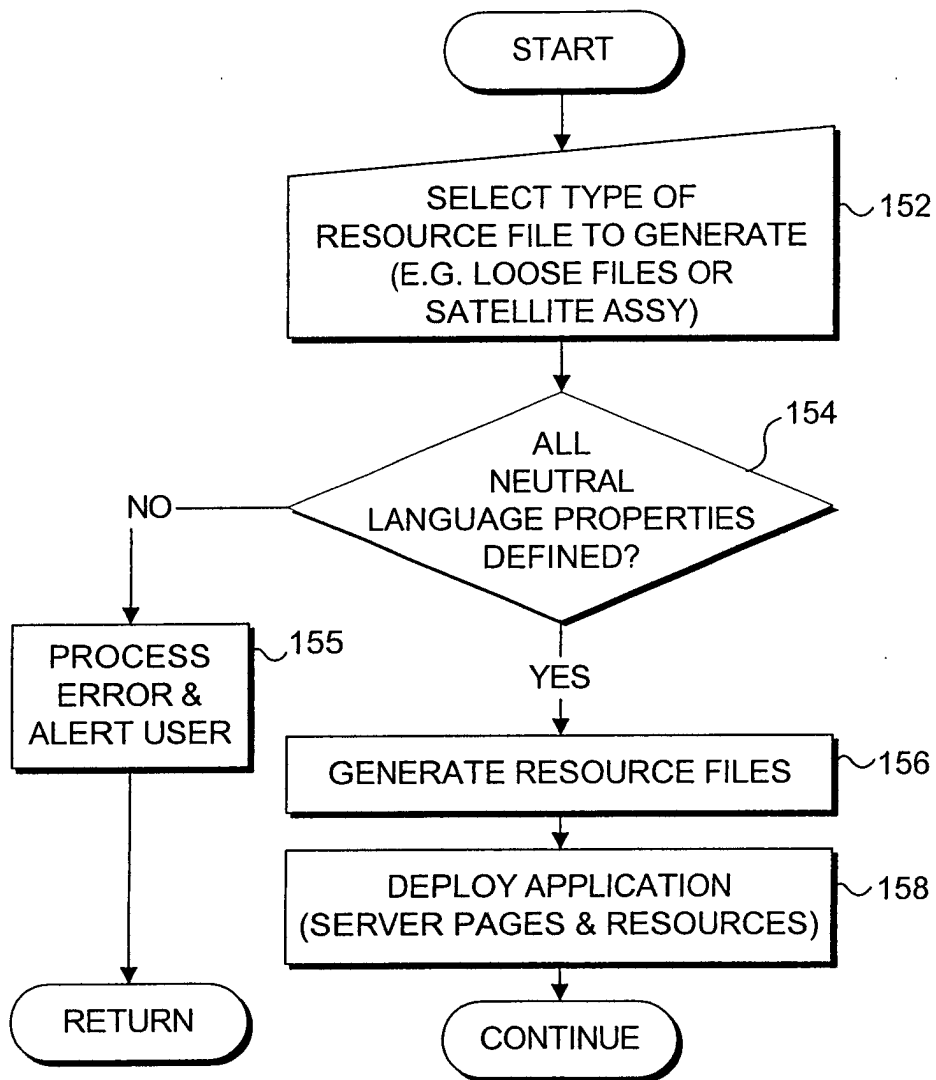 START
SELECT TYPE OF
RESOURCE FILE TO GENERATE
(E.G. LOOSE FILES OR
SATELLITE ASSY)
152
ALL
NEUTRAL
LANGUAGE PROPERTIES
DEFINED?
154
NO
PROCESS
ERROR &
ALERT USER
155
YES
GENERATE RESOURCE FILES
156
DEPLOY APPLICATION
(SERVER PAGES & RESOURCES)
158
RETURN
CONTINUE